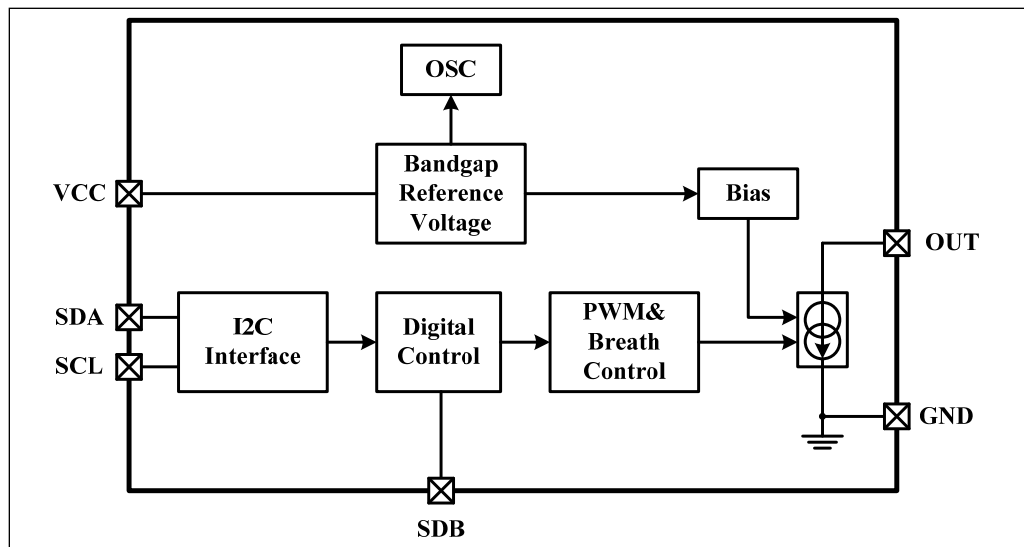 OSC
Bandgap
Reference
Voltage
VCC
Bias
OUT
SDA
SCL
I2C
Interface
Digital
Control
PWM&
Breath
Control
GND
SDB